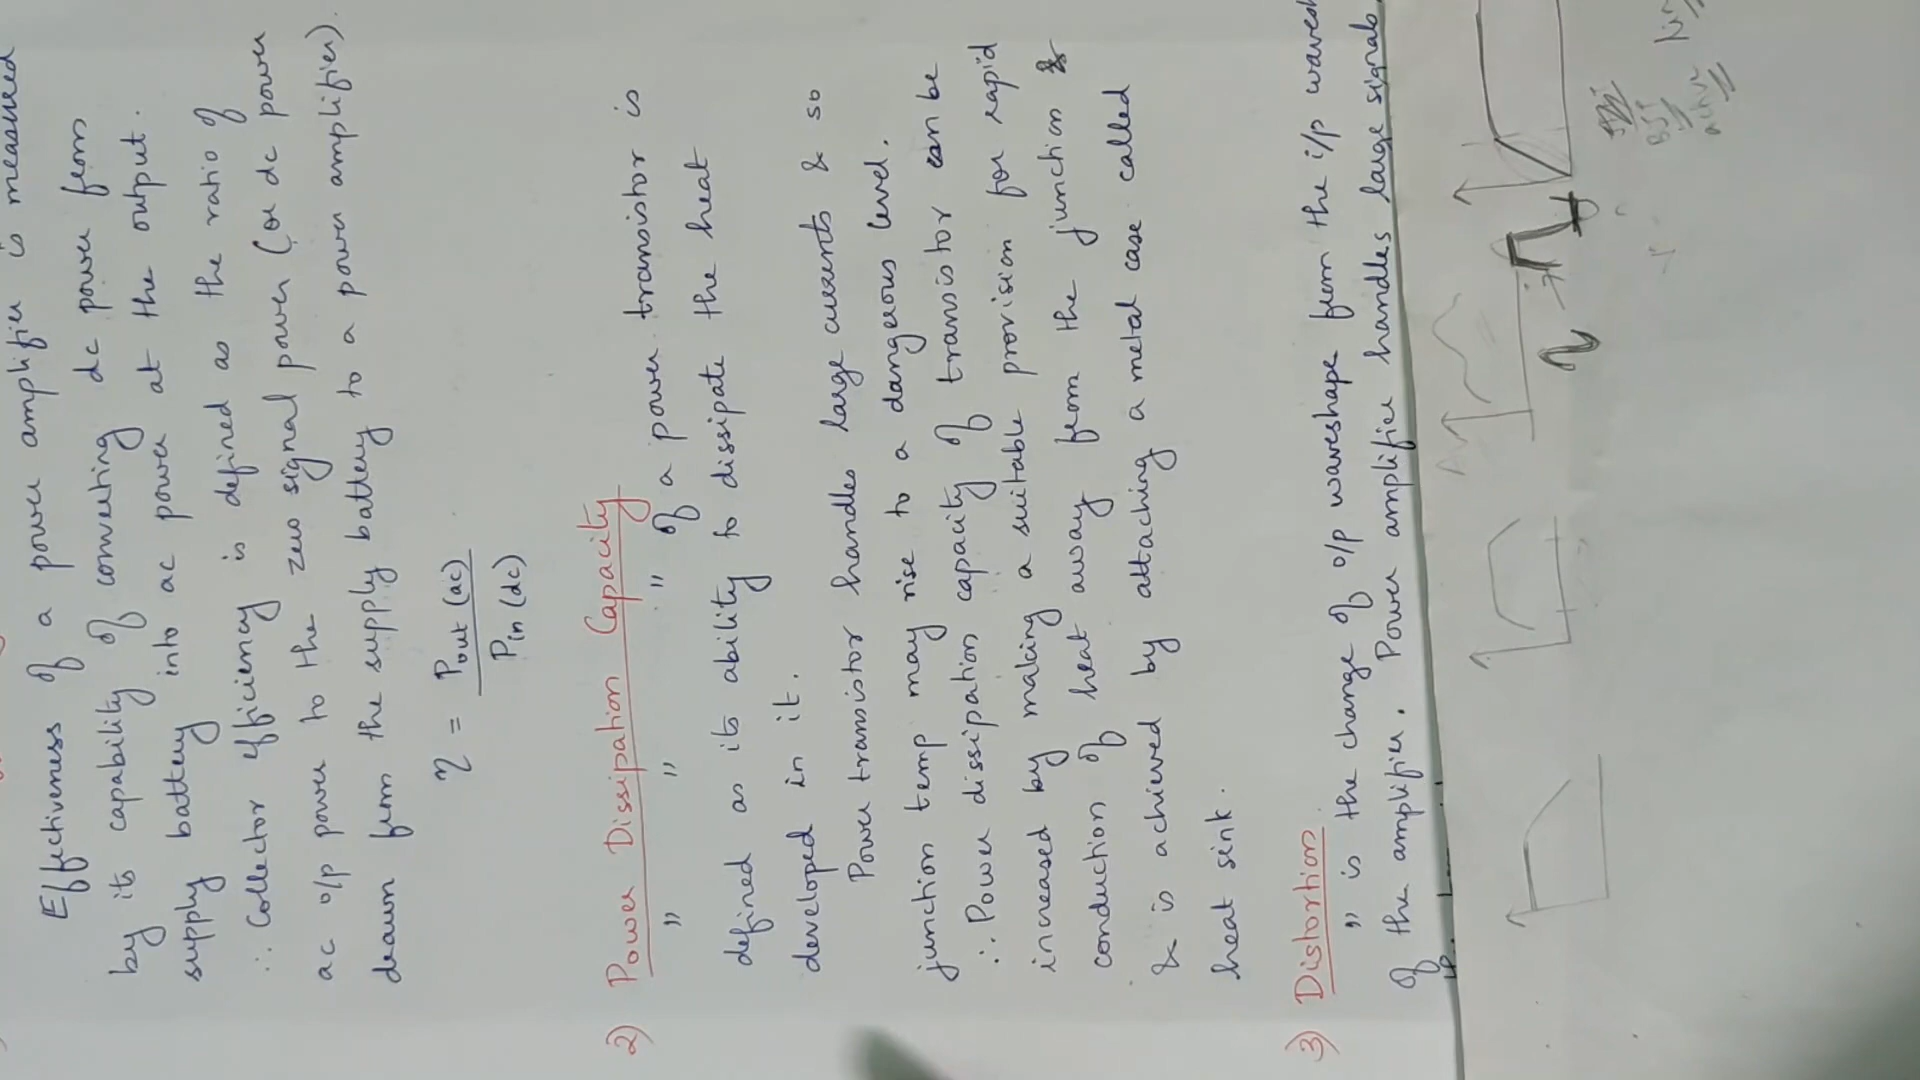 Effectiveness of a power amplifier is measured
by its capability of converting dc power from
supply battery into ac power at the output.
∴ Collector efficiency is defined as the ratio of
ac o/p power to the zero signal power (or dc power
drawn from the supply battery to a power amplifier).
η = Pout (ac) / Pin (dc)
2) Power Dissipation Capacity
" " " of a power transistor is
defined as its ability to dissipate the heat
developed in it.
Power transistor handles large currents & so
junction temp may rise to a dangerous level.
∴ Power dissipation capacity of transistor can be
increased by making a suitable provision for rapid
conduction of heat away from the junction &
& is achieved by attaching a metal case called
heat sink.
3) Distortion
" is the change of o/p waveshape from the i/p
of the amplifier. Power amplifier handles large signals
BJT
active